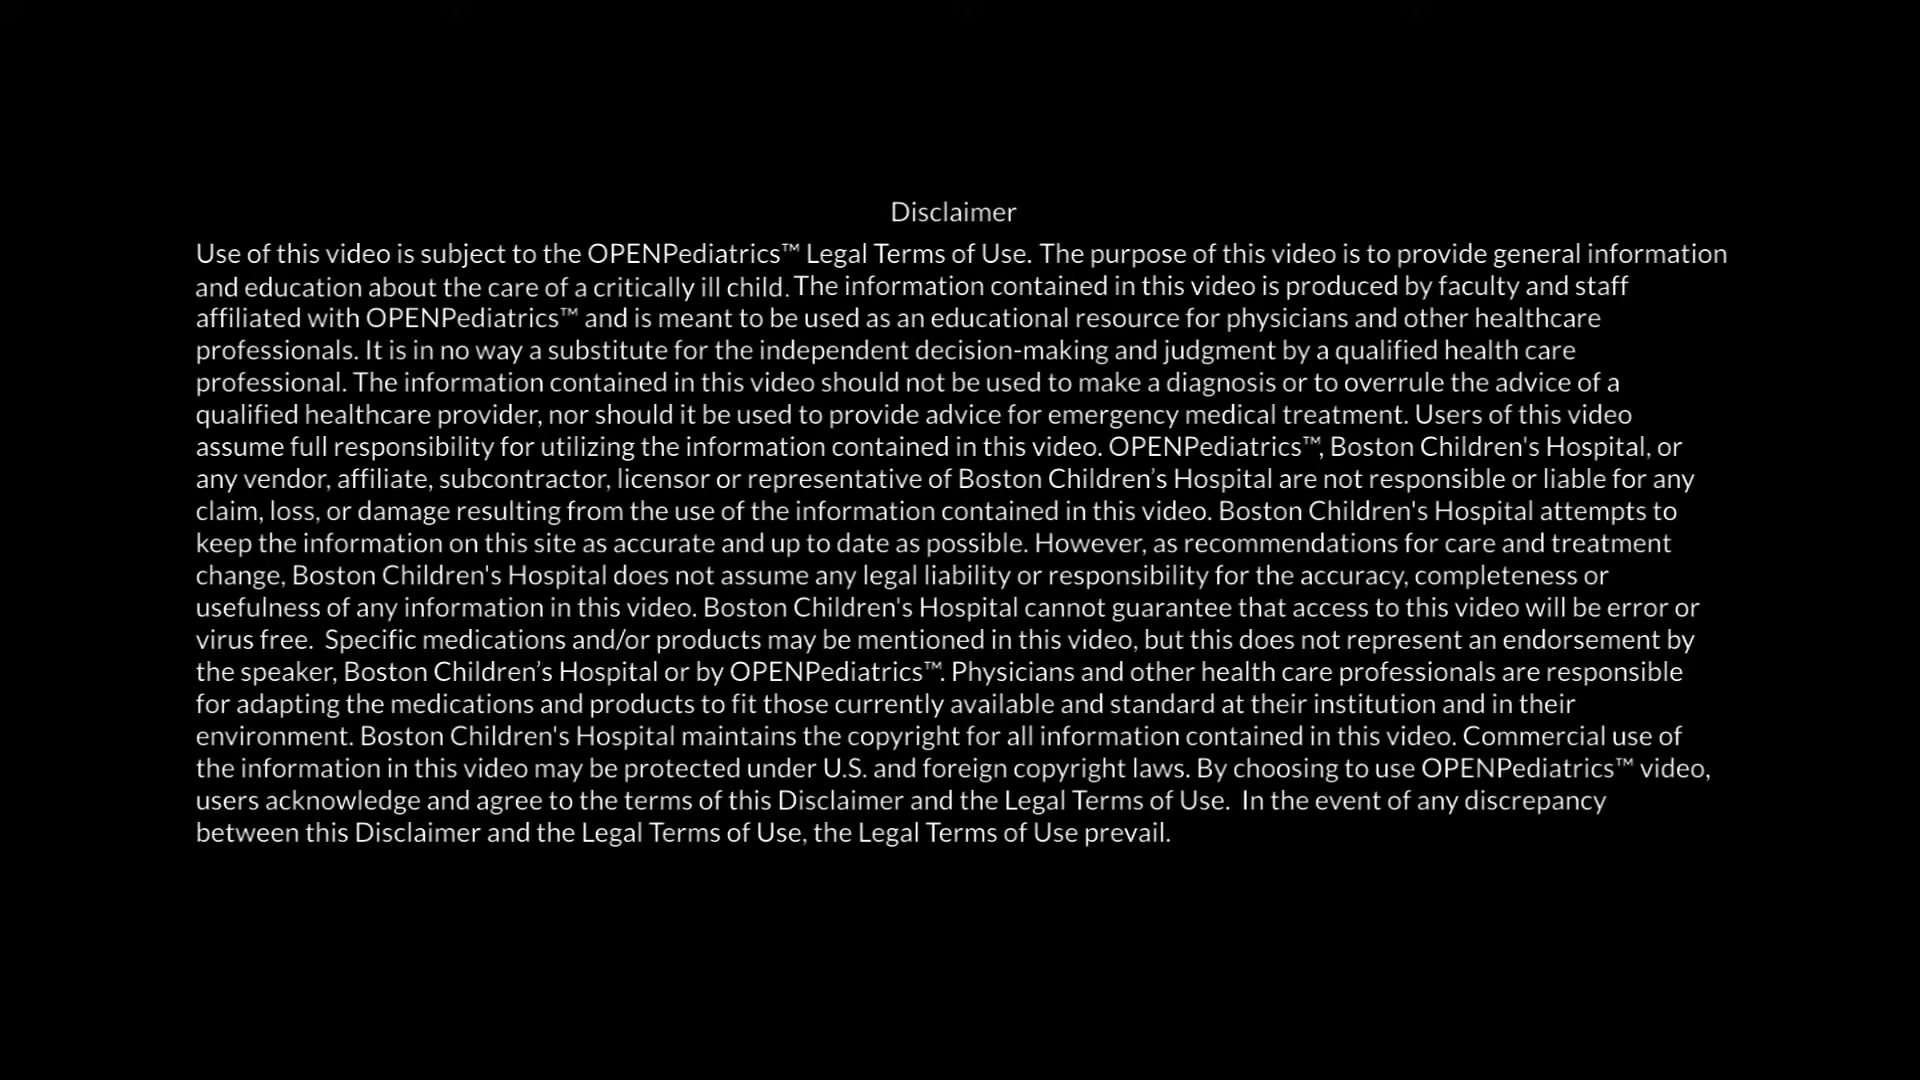 Disclaimer
Use of this video is subject to the OPENPediatrics™ Legal Terms of Use. The purpose of this video is to provide general information
and education about the care of a critically ill child. The information contained in this video is produced by faculty and staff
affiliated with OPENPediatrics™ and is meant to be used as an educational resource for physicians and other healthcare
professionals. It is in no way a substitute for the independent decision-making and judgment by a qualified health care
professional. The information contained in this video should not be used to make a diagnosis or to overrule the advice of a
qualified healthcare provider, nor should it be used to provide advice for emergency medical treatment. Users of this video
assume full responsibility for utilizing the information contained in this video. OPENPediatrics™, Boston Children's Hospital, or
any vendor, affiliate, subcontractor, licensor or representative of Boston Children’s Hospital are not responsible or liable for any
claim, loss, or damage resulting from the use of the information contained in this video. Boston Children's Hospital attempts to
keep the information on this site as accurate and up to date as possible. However, as recommendations for care and treatment
change, Boston Children's Hospital does not assume any legal liability or responsibility for the accuracy, completeness or
usefulness of any information in this video. Boston Children's Hospital cannot guarantee that access to this video will be error or
virus free.  Specific medications and/or products may be mentioned in this video, but this does not represent an endorsement by
the speaker, Boston Children’s Hospital or by OPENPediatrics™. Physicians and other health care professionals are responsible
for adapting the medications and products to fit those currently available and standard at their institution and in their
environment. Boston Children's Hospital maintains the copyright for all information contained in this video. Commercial use of
the information in this video may be protected under U.S. and foreign copyright laws. By choosing to use OPENPediatrics™ video,
users acknowledge and agree to the terms of this Disclaimer and the Legal Terms of Use.  In the event of any discrepancy
between this Disclaimer and the Legal Terms of Use, the Legal Terms of Use prevail.